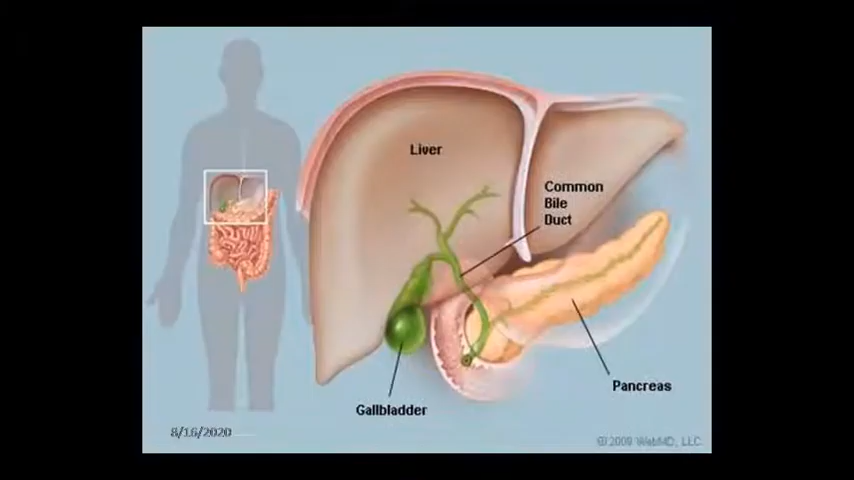 Liver
Common
Bile
Duct
Pancreas
Gallbladder
8/16/2020
©2009 WebMD, LLC.